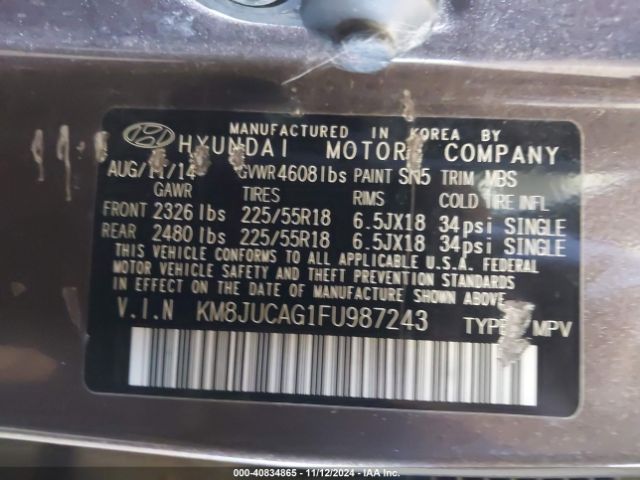 MANUFACTURED IN KOREA BY
HYUNDAI MOTOR COMPANY
AUG/11/14 GVWR 4608lbs PAINT SN5 TRIM MBS
GAWR TIRES RIMS COLD TIRE INFL
FRONT 2326 lbs 225/55R18 6.5JX18 34psi SINGLE
REAR 2480 lbs 225/55R18 6.5JX18 34psi SINGLE
THIS VEHICLE CONFORMS TO ALL APPLICABLE U.S.A. FEDERAL
MOTOR VEHICLE SAFETY AND THEFT PREVENTION STANDARDS
IN EFFECT ON THE DATE OF MANUFACTURE SHOWN ABOVE.
V.I.N KM8JUCAG1FU987243 TYPE MPV
000-40834865 - 11/12/2024 - IAA Inc.